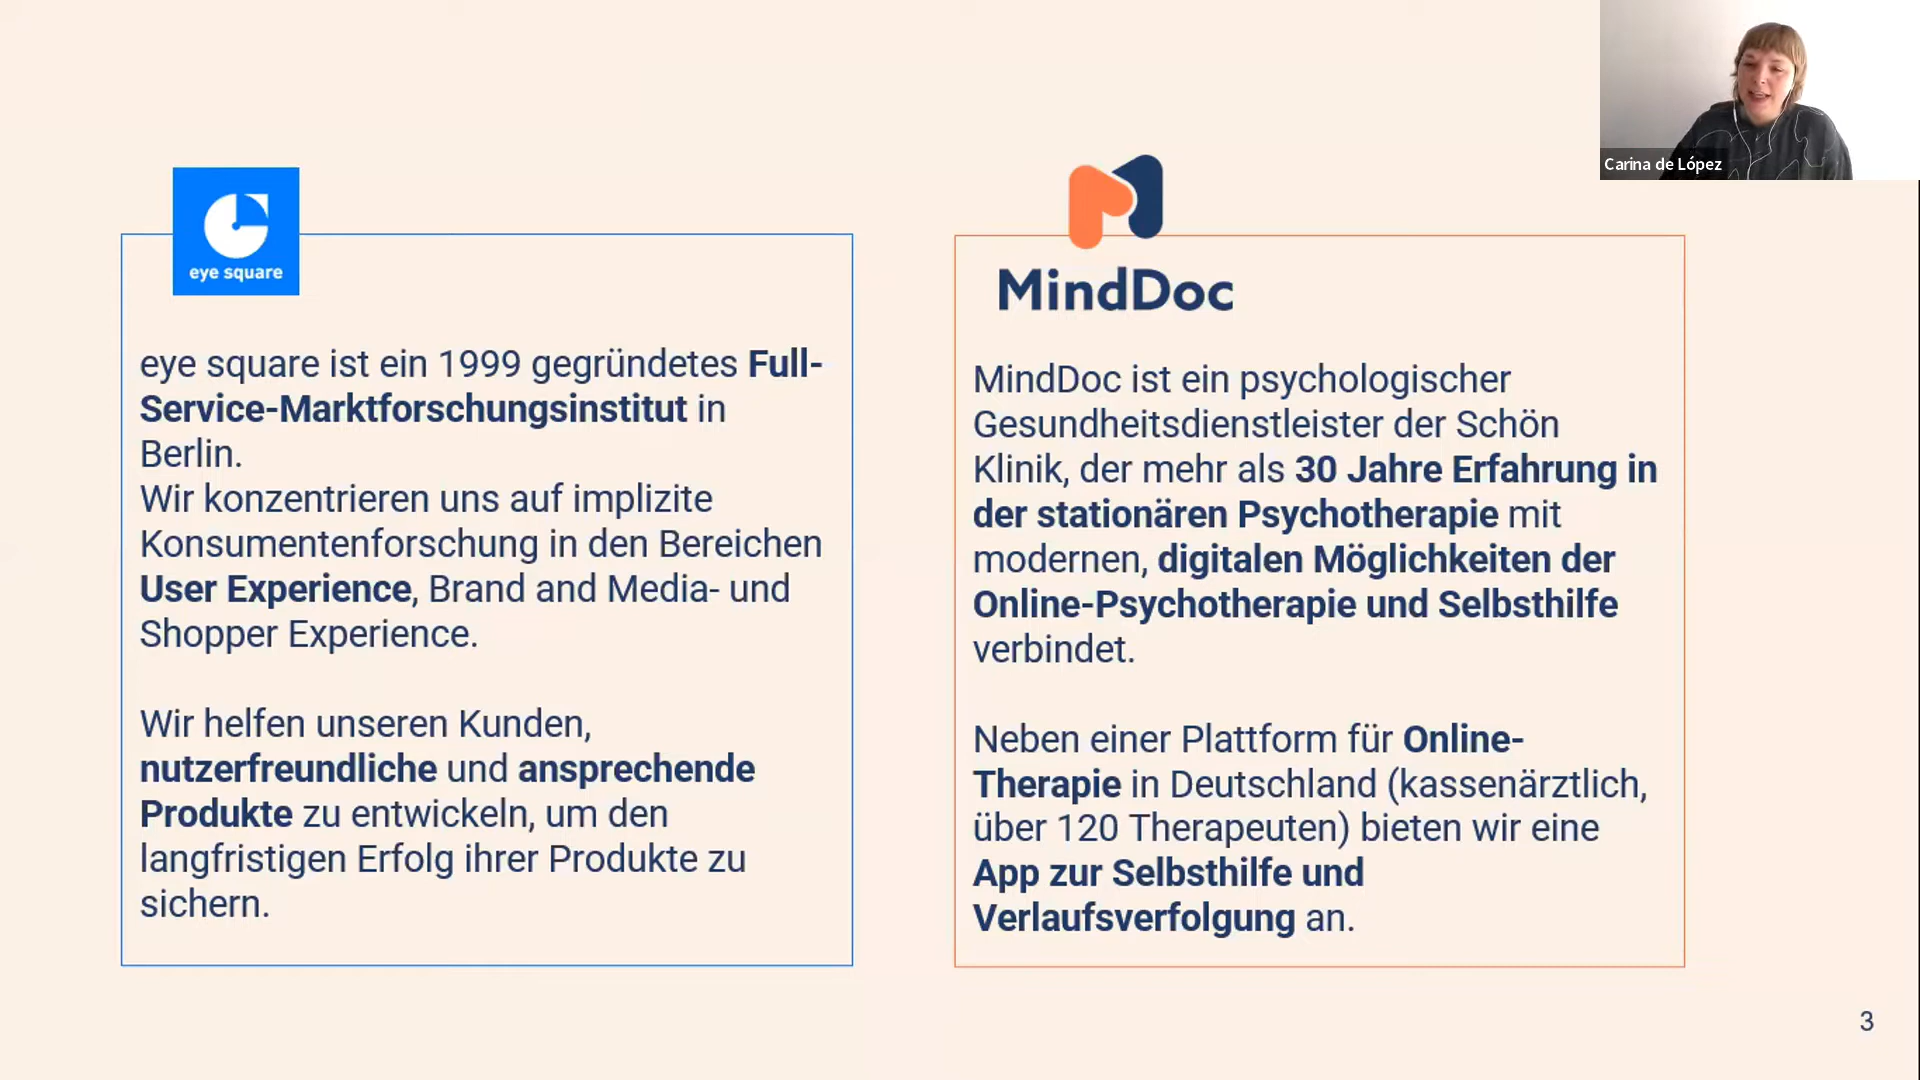 Carina de López
eye square
eye square ist ein 1999 gegründetes Full-
Service-Marktforschungsinstitut in
Berlin.
Wir konzentrieren uns auf implizite
Konsumentenforschung in den Bereichen
User Experience, Brand and Media- und
Shopper Experience.
Wir helfen unseren Kunden,
nutzerfreundliche und ansprechende
Produkte zu entwickeln, um den
langfristigen Erfolg ihrer Produkte zu
sichern.
MindDoc
MindDoc ist ein psychologischer
Gesundheitsdienstleister der Schön
Klinik, der mehr als 30 Jahre Erfahrung in
der stationären Psychotherapie mit
modernen, digitalen Möglichkeiten der
Online-Psychotherapie und Selbsthilfe
verbindet.
Neben einer Plattform für Online-
Therapie in Deutschland (kassenärztlich,
über 120 Therapeuten) bieten wir eine
App zur Selbsthilfe und
Verlaufsverfolgung an.
3